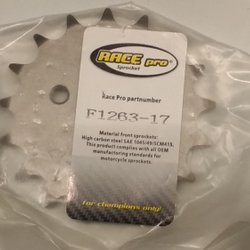 RACE pro
Sprocket
Race Pro partnumber
F1263-17
Material front sprockets:
High carbon steel SAE 1045/49/SCM415.
This product complies with all OEM
manufacturing standards for
motorcycle sprockets.
for champions only!